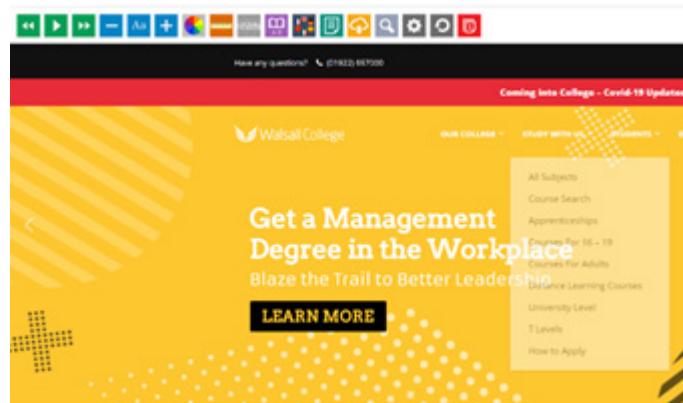 Aa
Have any questions? (01922) 657000
Coming into College - Covid-19 Update
Walsall College
OUR COLLEGE
STUDY WITH US
STUDENTS
All Subjects
Course Search
Apprenticeships
Courses For 16 – 19
Courses For Adults
Distance Learning Courses
University Level
T Levels
How to Apply
Get a Management
Degree in the Workplace
Blaze the Trail to Better Leadership
LEARN MORE